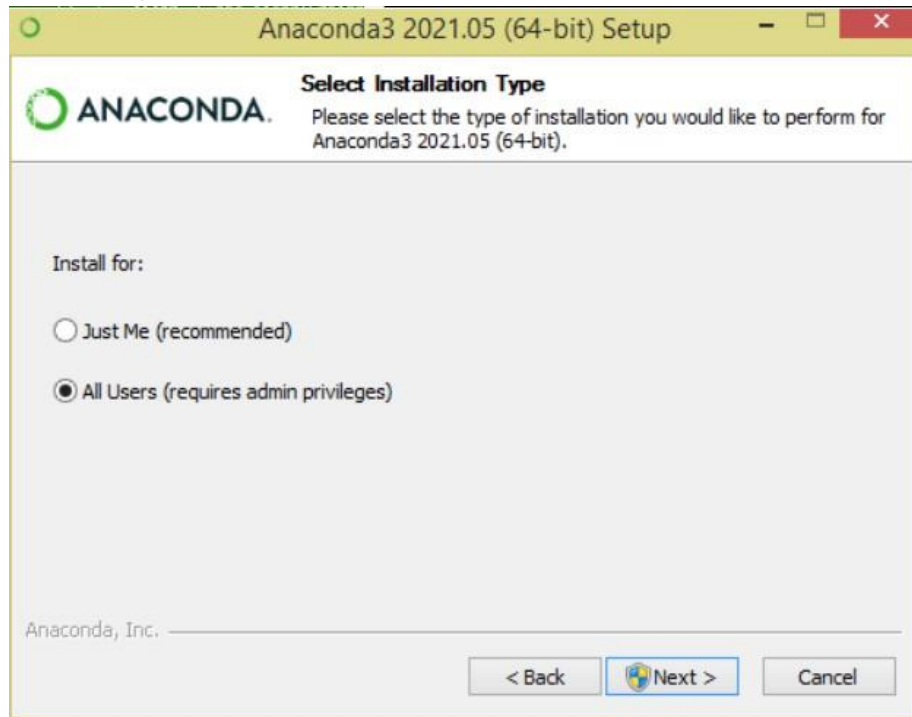 Anaconda3 2021.05 (64-bit) Setup
ANACONDA.
Select Installation Type
Please select the type of installation you would like to perform for
Anaconda3 2021.05 (64-bit).
Install for:
Just Me (recommended)
All Users (requires admin privileges)
Anaconda, Inc.
< Back
Next >
Cancel